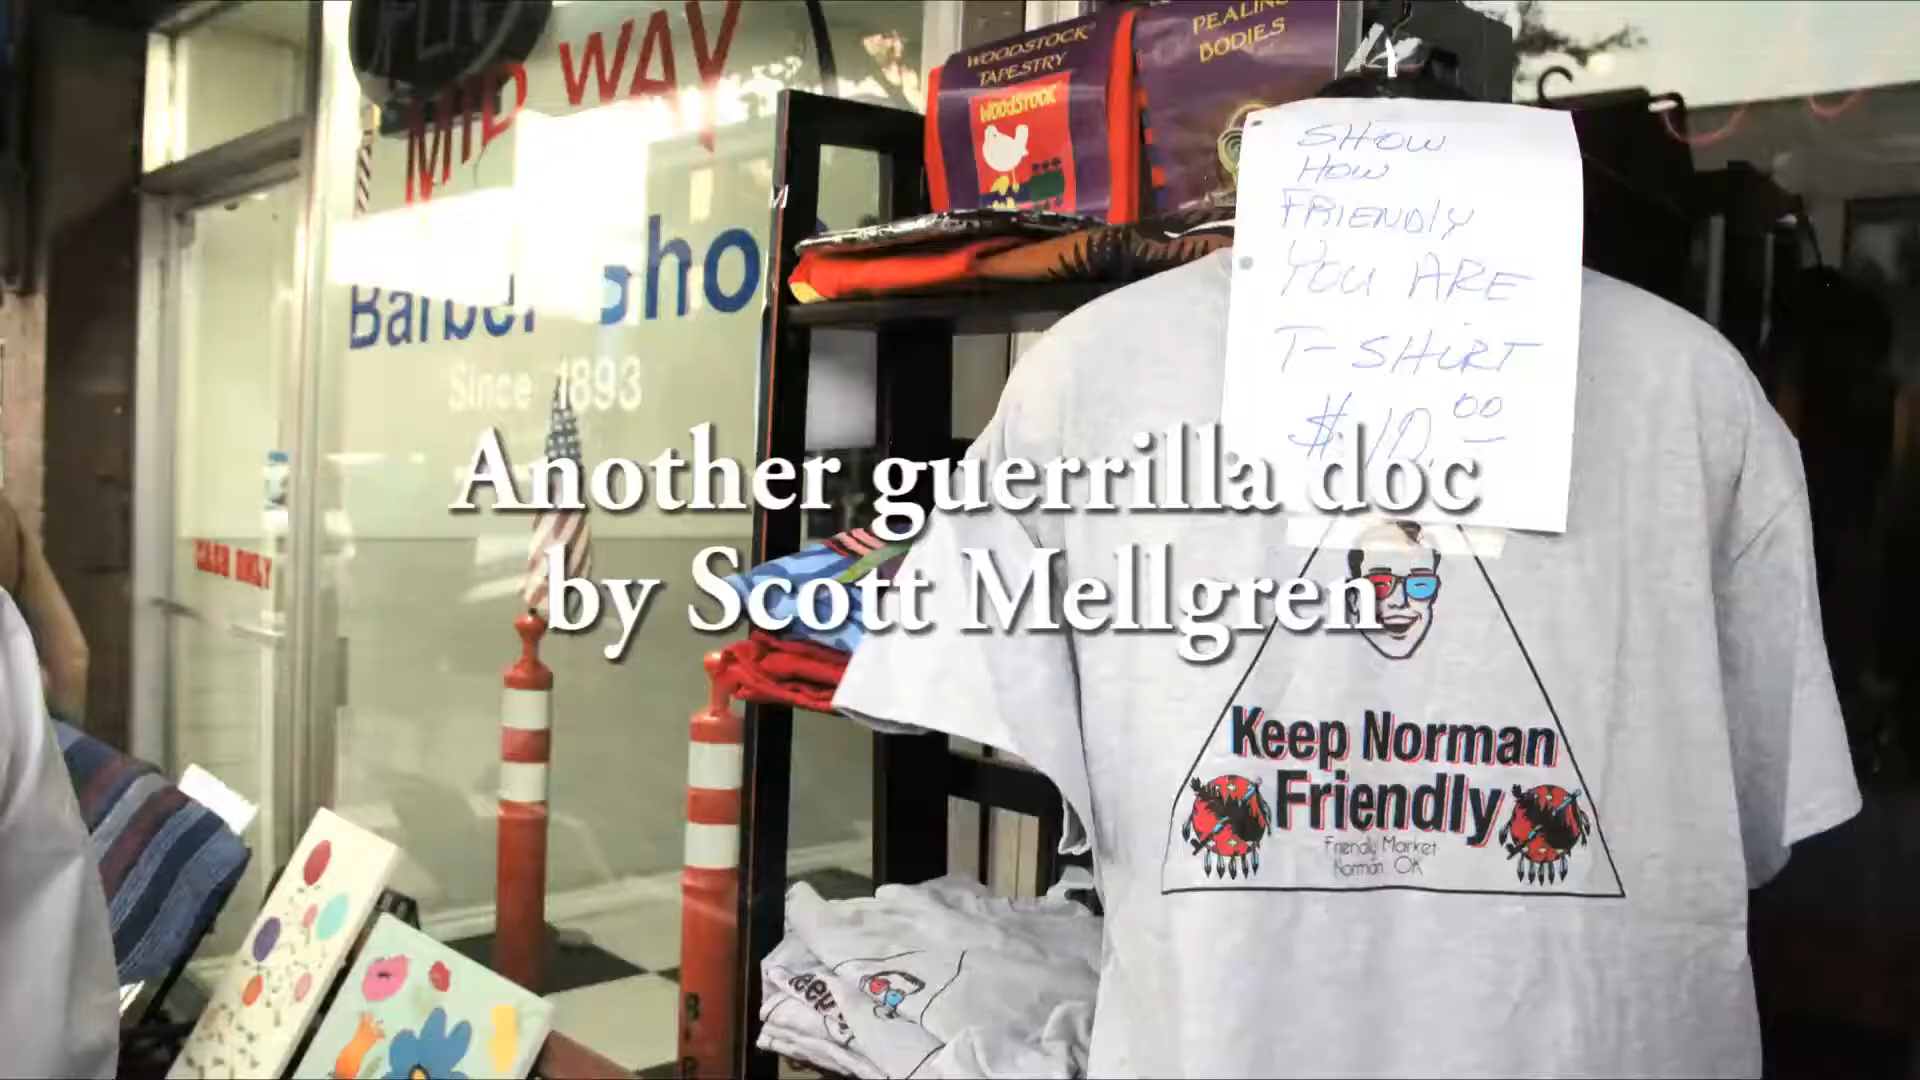 MID WAY
Barber Sho
Since 1893
CASH ONLY
WOODSTOCK
TAPESTRY
WOODSTOCK
BODIES
SHOW
HOW
FRIENDLY
YOU ARE
T-SHIRT
$.10.00
Another guerrilla doc
by Scott Mellgren
Keep Norman
Friendly
Friendly Market
Norman OK